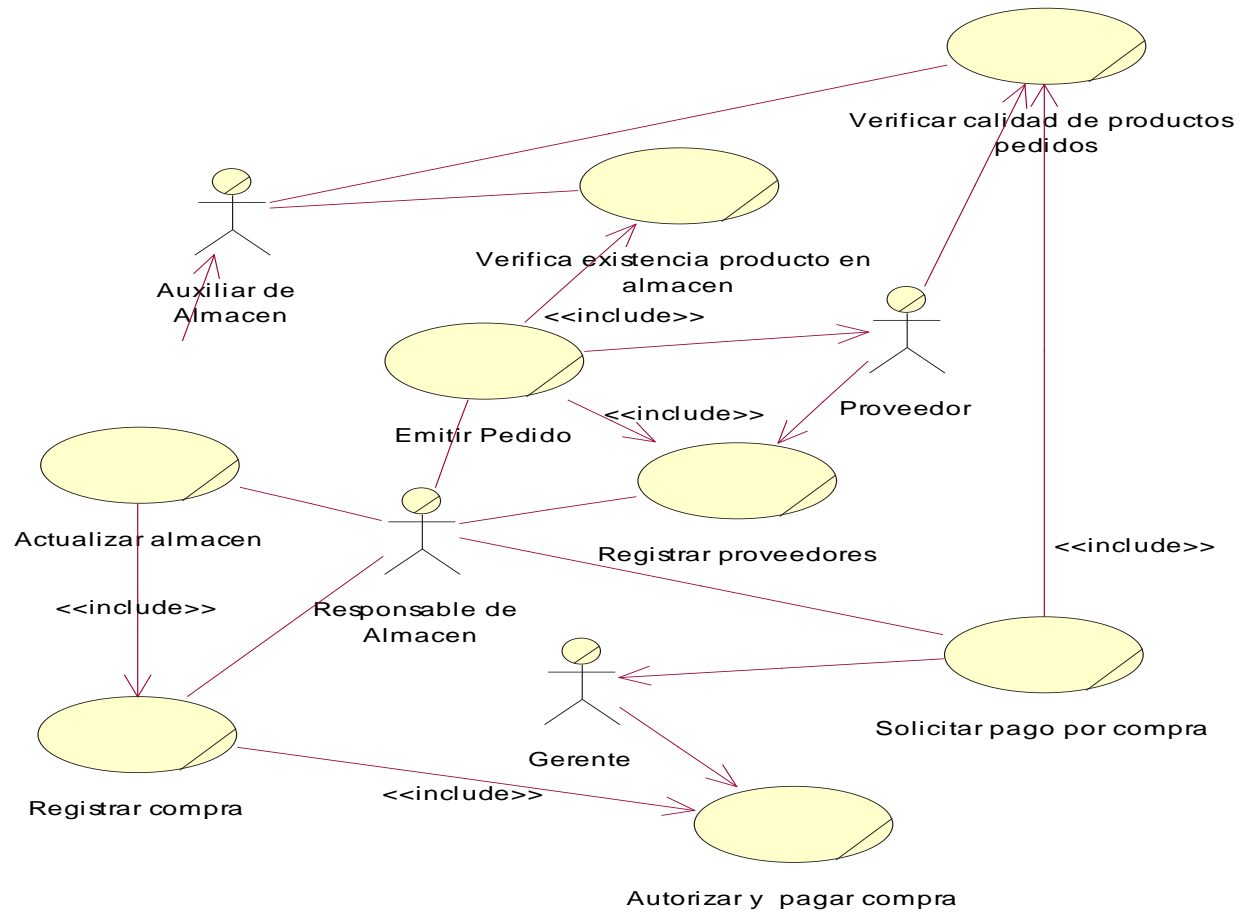 Verificar calidad de productos
pedidos
Verifica existencia producto en
almacen
Auxiliar de
Almacen
<<include>>
Proveedor
<<include>>
Emitir Pedido
Actualizar almacen
Registrar proveedores
<<include>>
<<include>>
Responsable de
Almacen
Solicitar pago por compra
Gerente
<<include>>
Registrar compra
Autorizar y pagar compra